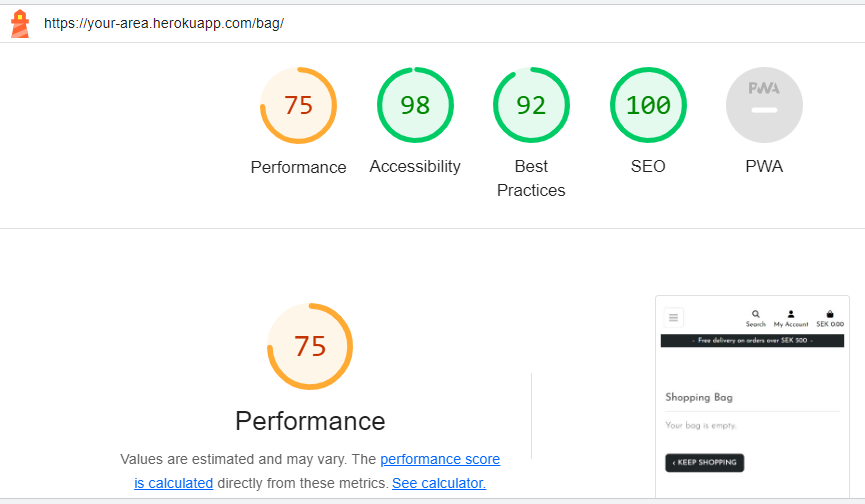 https://your-area.herokuapp.com/bag/
75
98
92
100
PWA
Performance
Accessibility
Best
Practices
SEO
PWA
75
Performance
Values are estimated and may vary. The performance score
is calculated directly from these metrics. See calculator.
Search
My Account
SEK 0.00
- Free delivery on orders over SEK 500 -
Shopping Bag
Your bag is empty.
‹ KEEP SHOPPING